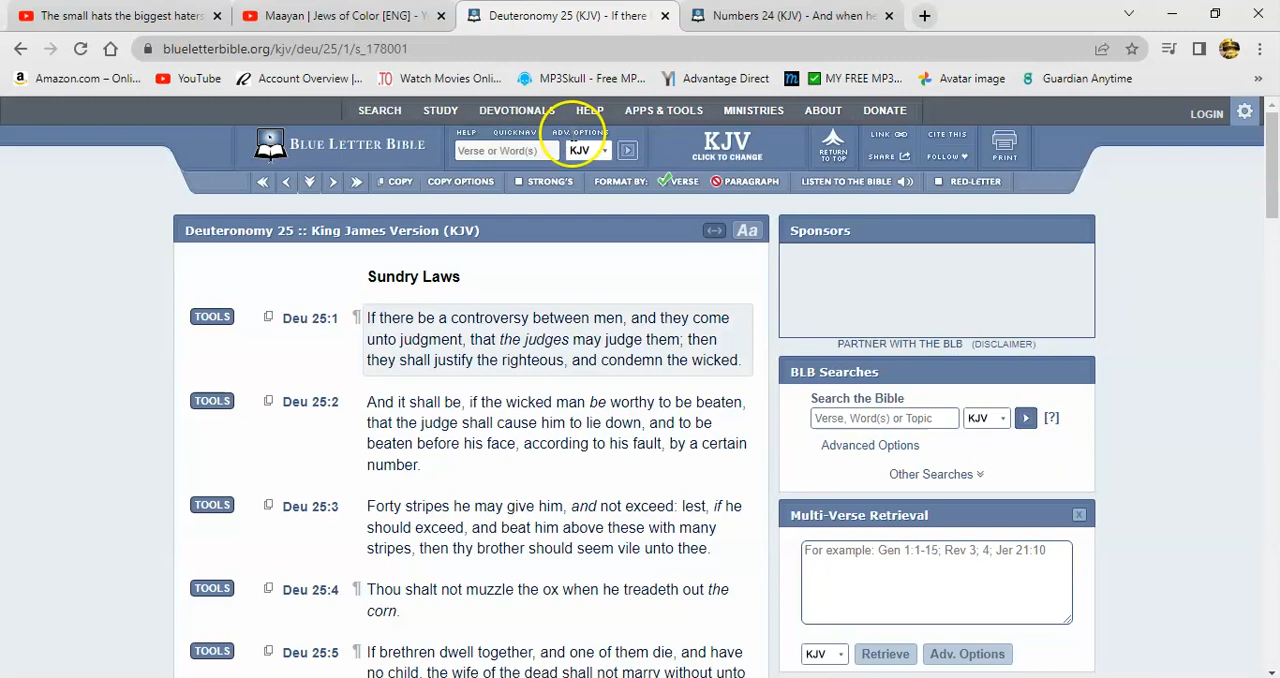 The small hats the biggest haters
Maayan | Jews of Color [ENG] - Y
Deuteronomy 25 (KJV) - If there
Numbers 24 (KJV) - And when he
blueletterbible.org/kjv/deu/25/1/s_178001
Amazon.com – Onli...
YouTube
Account Overview |...
Watch Movies Onlin...
MP3Skull - Free MP...
Advantage Direct
MY FREE MP3...
Avatar image
Guardian Anytime
»
SEARCH STUDY DEVOTIONALS HELP APPS & TOOLS MINISTRIES ABOUT DONATE
LOGIN
BLUE LETTER BIBLE
HELP QUICKNAV ADV. OPTIONS
Verse or Word(s) KJV
KJV
CLICK TO CHANGE
RETURN
TO TOP
LINK
CITE THIS
SHARE
FOLLOW
PRINT
COPY COPY OPTIONS STRONG'S FORMAT BY: VERSE PARAGRAPH LISTEN TO THE BIBLE RED-LETTER
Deuteronomy 25 :: King James Version (KJV)
Aa
Sundry Laws
TOOLS Deu 25:1 ¶ If there be a controversy between men, and they come
unto judgment, that the judges may judge them; then
they shall justify the righteous, and condemn the wicked.
TOOLS Deu 25:2 And it shall be, if the wicked man be worthy to be beaten,
that the judge shall cause him to lie down, and to be
beaten before his face, according to his fault, by a certain
number.
TOOLS Deu 25:3 Forty stripes he may give him, and not exceed: lest, if he
should exceed, and beat him above these with many
stripes, then thy brother should seem vile unto thee.
TOOLS Deu 25:4 ¶ Thou shalt not muzzle the ox when he treadeth out the
corn.
TOOLS Deu 25:5 ¶ If brethren dwell together, and one of them die, and have
no child, the wife of the dead shall not marry without unto
Sponsors
PARTNER WITH THE BLB (DISCLAIMER)
BLB Searches
Search the Bible
Verse, Word(s) or Topic KJV [?]
Advanced Options
Other Searches
Multi-Verse Retrieval X
For example: Gen 1:1-15; Rev 3; 4; Jer 21:10
KJV Retrieve Adv. Options